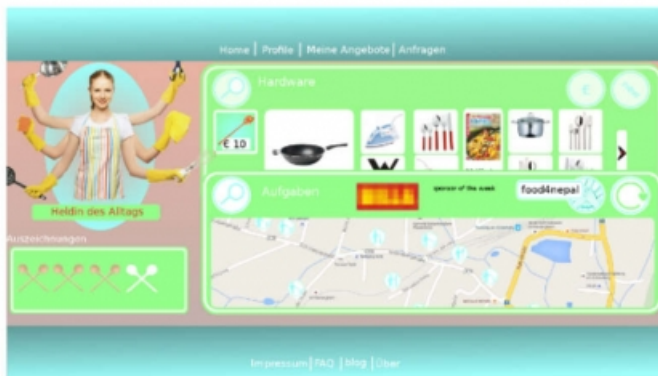 Home | Profile | Meine Angebote | Anfragen
Hardware
€
€ 10
Heldin des Alltags
Aufgaben
sponsor of the week
food4nepal
Auszeichnungen
Impressum | FAQ | blog | Über